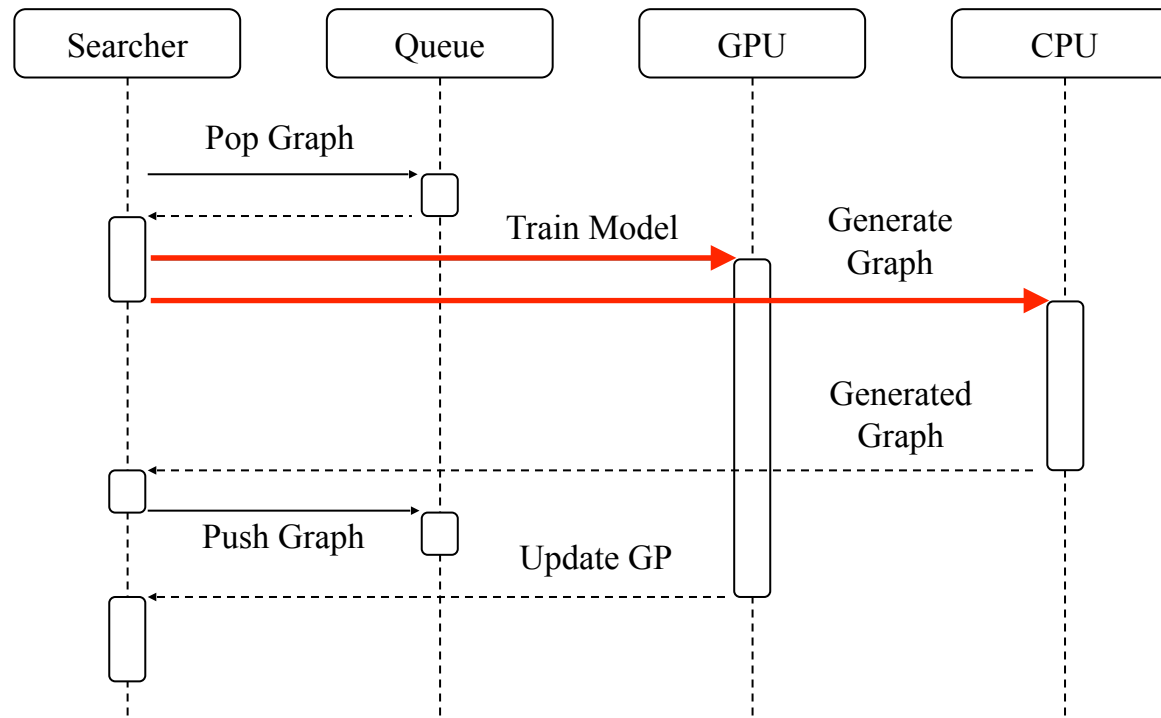 Searcher
Queue
GPU
CPU
Pop Graph
Train Model
Generate
Graph
Generated
Graph
Push Graph
Update GP